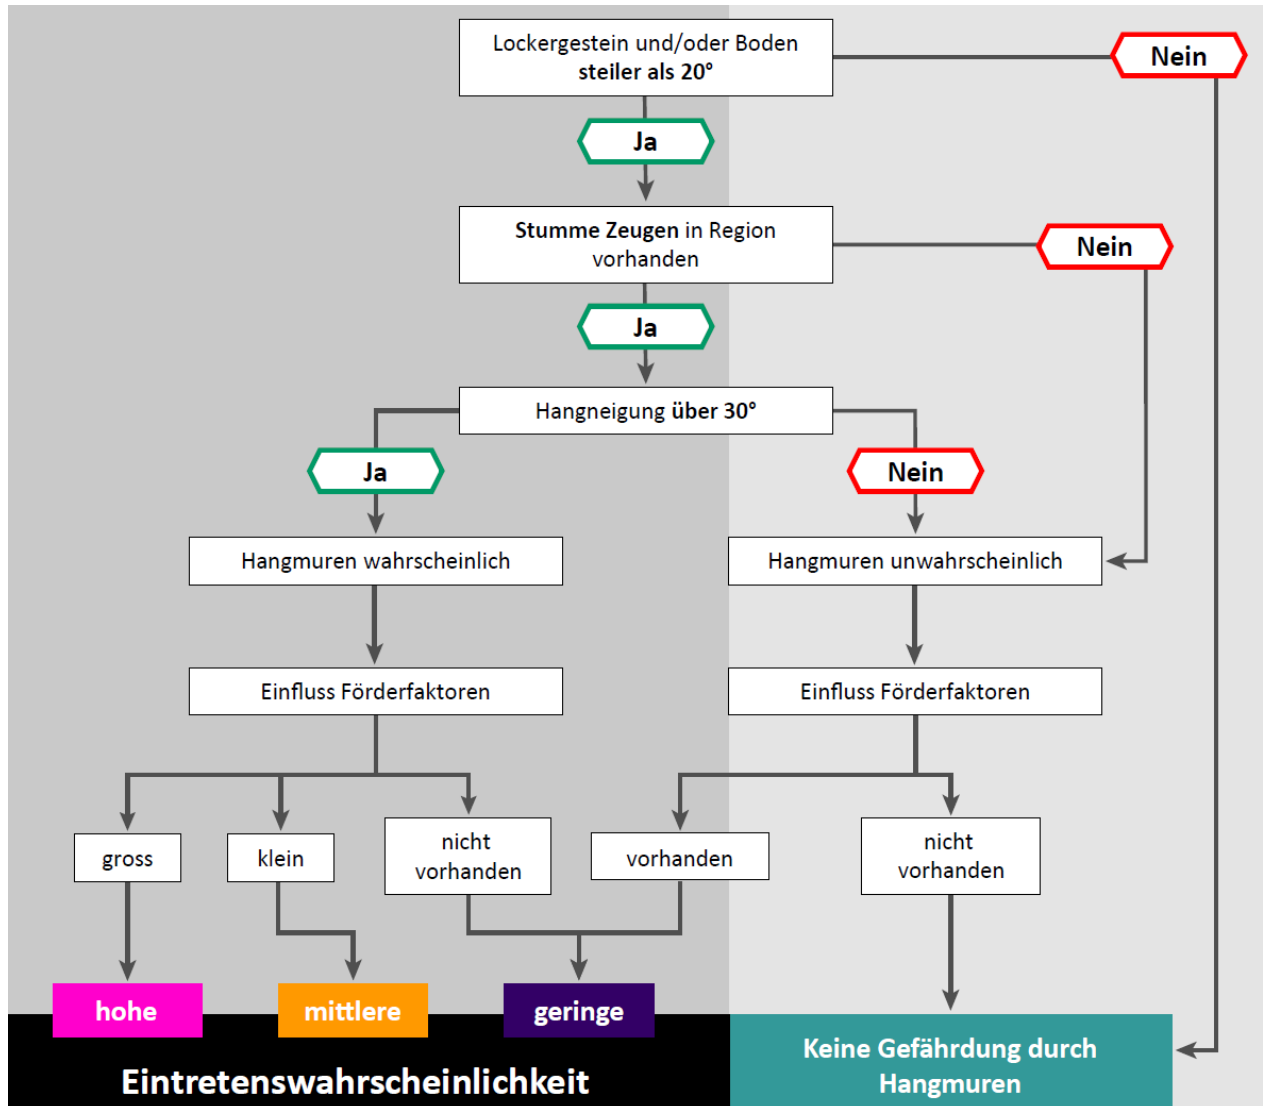 Lockergestein und/oder Boden
steiler als 20°
Nein
Ja
Stumme Zeugen in Region
vorhanden
Nein
Ja
Hangneigung über 30°
Ja
Nein
Hangmuren wahrscheinlich
Hangmuren unwahrscheinlich
Einfluss Förderfaktoren
Einfluss Förderfaktoren
gross
klein
nicht
vorhanden
vorhanden
nicht
vorhanden
hohe
mittlere
geringe
Eintretenswahrscheinlichkeit
Keine Gefährdung durch
Hangmuren